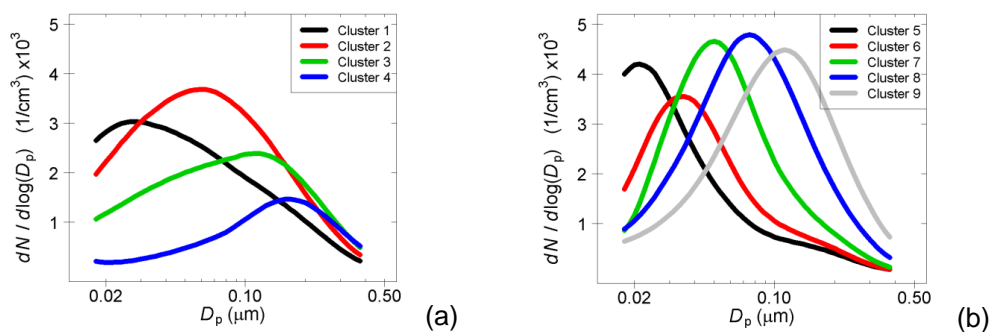 5
4
3
2
1
dN / dlog(Dp) (1/cm³) x10³
Cluster 1
Cluster 2
Cluster 3
Cluster 4
0.02
0.10
0.50
Dp (μm)
(a)
5
4
3
2
1
dN / dlog(Dp) (1/cm³) x10³
Cluster 5
Cluster 6
Cluster 7
Cluster 8
Cluster 9
0.02
0.10
0.50
Dp (μm)
(b)